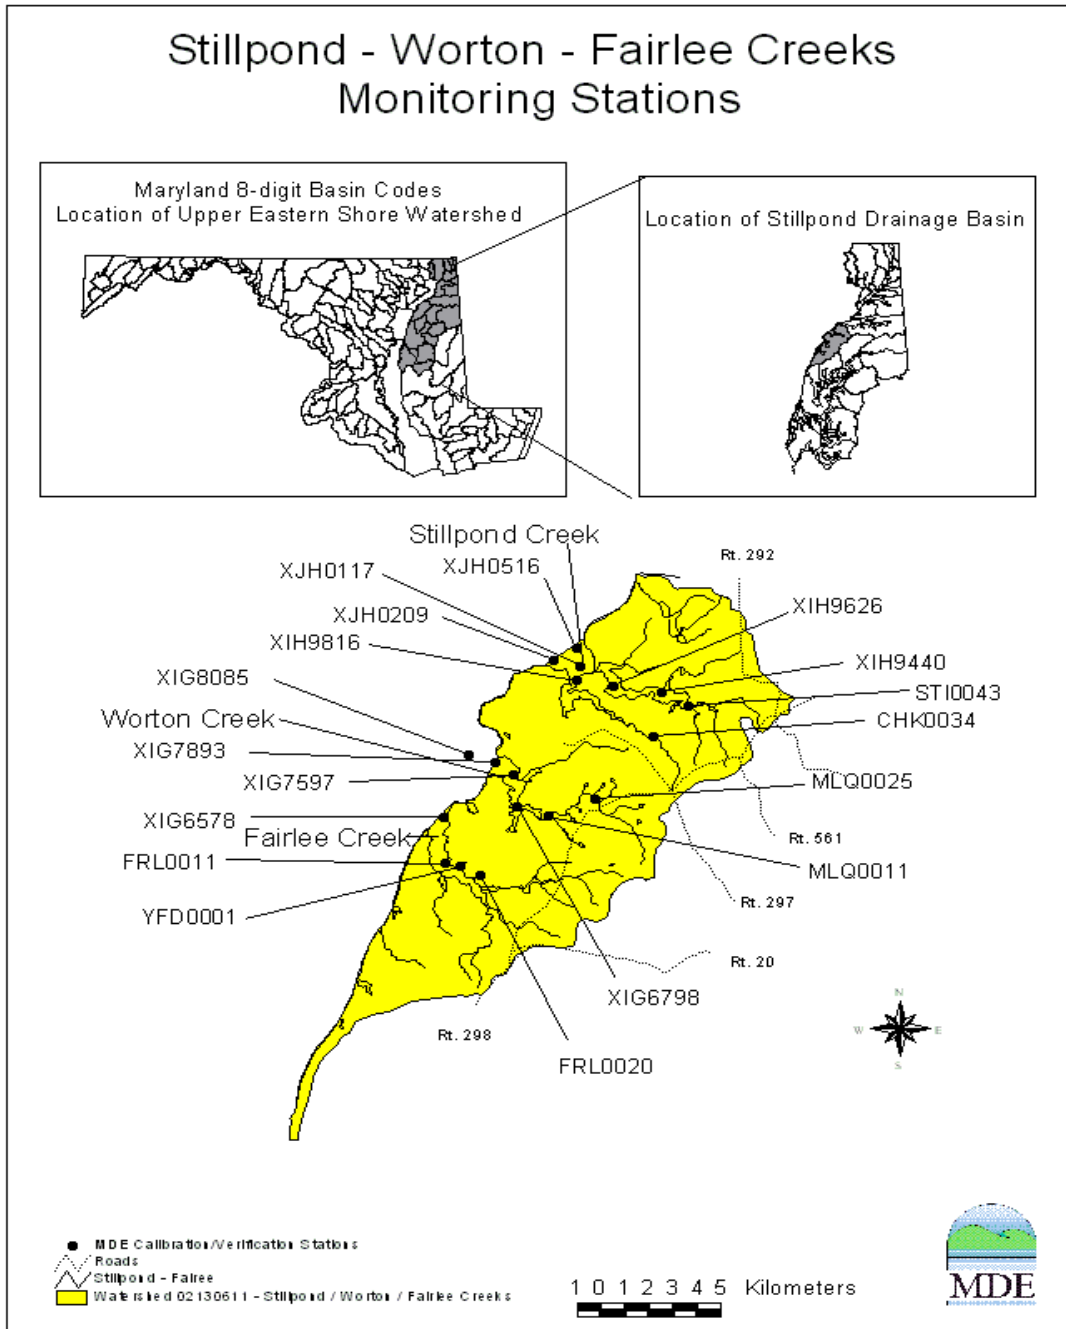 Stillpond - Worton - Fairlee Creeks
Monitoring Stations
Maryland 8-digit Basin Codes
Location of Upper Eastern Shore Watershed
Location of Stillpond Drainage Basin
Stillpond Creek
XJH0516
XJH0117
XJH0209
XIH9816
XIG8085
Worton Creek
XIG7893
XIG7597
XIG6578
Fairlee Creek
FRL0011
YFD0001
Rt. 292
XIH9626
XIH9440
STI0043
CHK0034
MLQ0025
Rt. 561
MLQ0011
Rt. 297
Rt. 20
XIG6798
Rt. 298
FRL0020
N
W
E
S
MDE Calibration/Verification Stations
Roads
Stillpond - Fairee
Watershed 02130611 - Stillpond / Worton / Fairlee Creeks
1 0 1 2 3 4 5 Kilometers
MDE